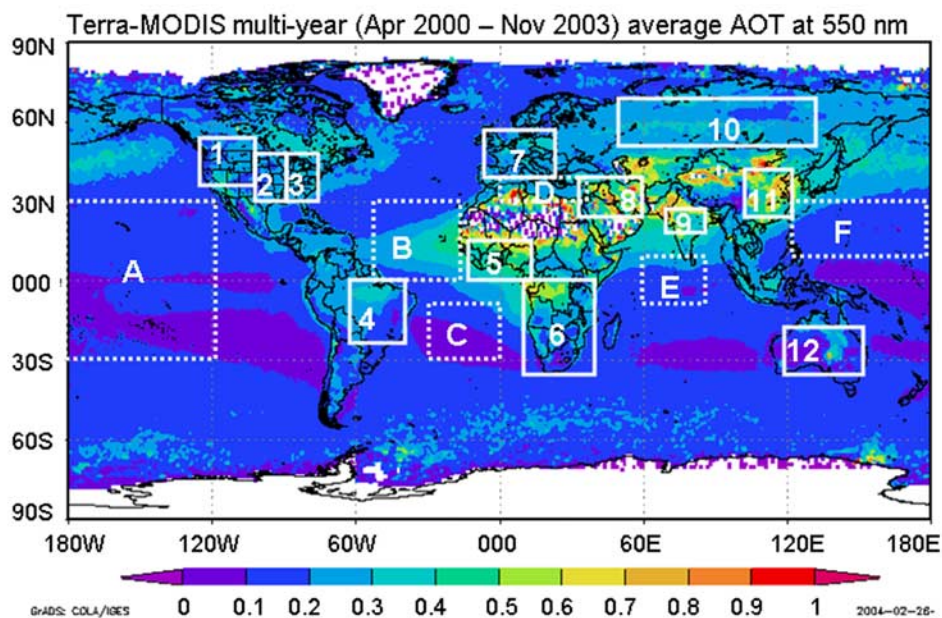 Terra-MODIS multi-year (Apr 2000 – Nov 2003) average AOT at 550 nm
90N
60N
30N
000
30S
60S
90S
1
2
3
4
5
6
7
8
9
10
11
12
A
B
C
D
E
F
180W
120W
60W
000
60E
120E
180E
0 0.1 0.2 0.3 0.4 0.5 0.6 0.7 0.8 0.9 1
GrADS: COLA/IGES
2004-02-26-